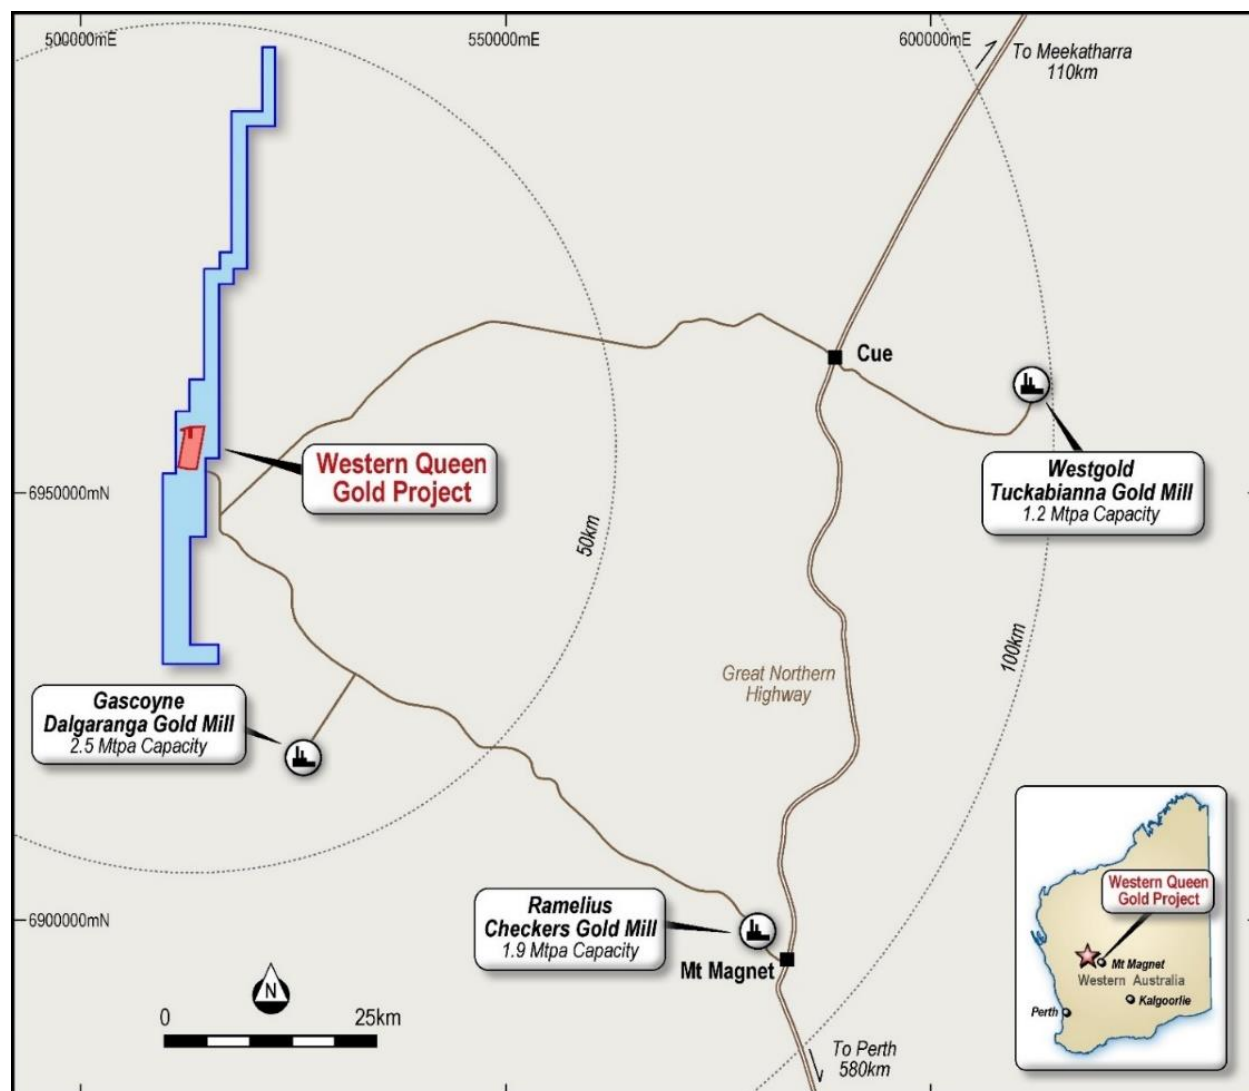 500000mE
550000mE
600000mE
To Meekatharra
110km
Cue
Western Queen
Gold Project
Westgold
Tuckabianna Gold Mill
1.2 Mtpa Capacity
6950000mN
50km
100km
Great Northern
Highway
Gascoyne
Dalgaranga Gold Mill
2.5 Mtpa Capacity
Ramelius
Checkers Gold Mill
1.9 Mtpa Capacity
6900000mN
Mt Magnet
N
0 25km
To Perth
580km
Western Queen
Gold Project
Mt Magnet
Western Australia
Kalgoorlie
Perth